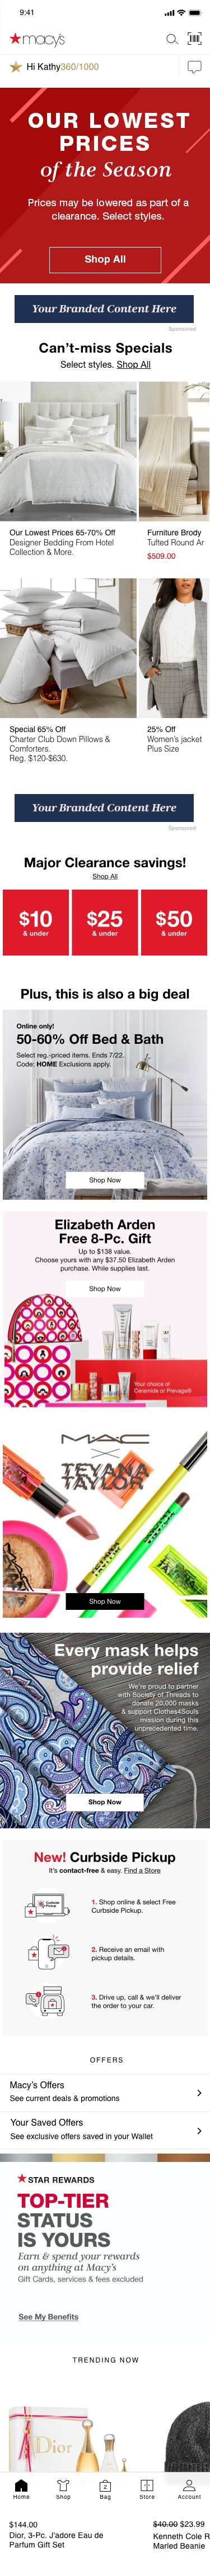 9:41
macy's
Hi Kathy 360/1000
OUR LOWEST
PRICES
of the Season
Prices may be lowered as part of a
clearance. Select styles.
Shop All
Your Branded Content Here
Sponsored
Can't-miss Specials
Select styles. Shop All
Our Lowest Prices 65-70% Off
Designer Bedding From Hotel
Collection & More.
Furniture Brody
Tufted Round Ar
$509.00
Special 65% Off
Charter Club Down Pillows &
Comforters.
Reg. $120-$630.
25% Off
Women's jacket
Plus Size
Your Branded Content Here
Sponsored
Major Clearance savings!
Shop All
$10
& under
$25
& under
$50
& under
Plus, this is also a big deal
Online only!
50-60% Off Bed & Bath
Select reg.-priced items. Ends 7/22.
Code: HOME Exclusions apply.
Shop Now
Elizabeth Arden
Free 8-Pc. Gift
Up to $138 value.
Choose yours with any $37.50 Elizabeth Arden
purchase. While supplies last.
Shop Now
Your choice of
Ceramide or Prevage®
MAC
TEYANA
TAYLOR
Shop Now
Every mask helps
provide relief
We're proud to partner
with Society of Threads to
donate 20,000 masks
& support Clothes4Souls
mission during this
unprecedented time.
Shop Now
New! Curbside Pickup
It's contact-free & easy. Find a Store
1. Shop online & select Free
Curbside Pickup.
2. Receive an email with
pickup details.
3. Drive up, call & we'll deliver
the order to your car.
OFFERS
Macy's Offers
See current deals & promotions
Your Saved Offers
See exclusive offers saved in your Wallet
STAR REWARDS
TOP-TIER
STATUS
IS YOURS
Earn & spend your rewards
on anything at Macy's
Gift Cards, services & fees excluded
See My Benefits
TRENDING NOW
Dior
Home
Shop
2
Bag
Store
Account
$144.00
Dior, 3-Pc. J'adore Eau de
Parfum Gift Set
$40.00 $23.99
Kenneth Cole R
Marled Beanie